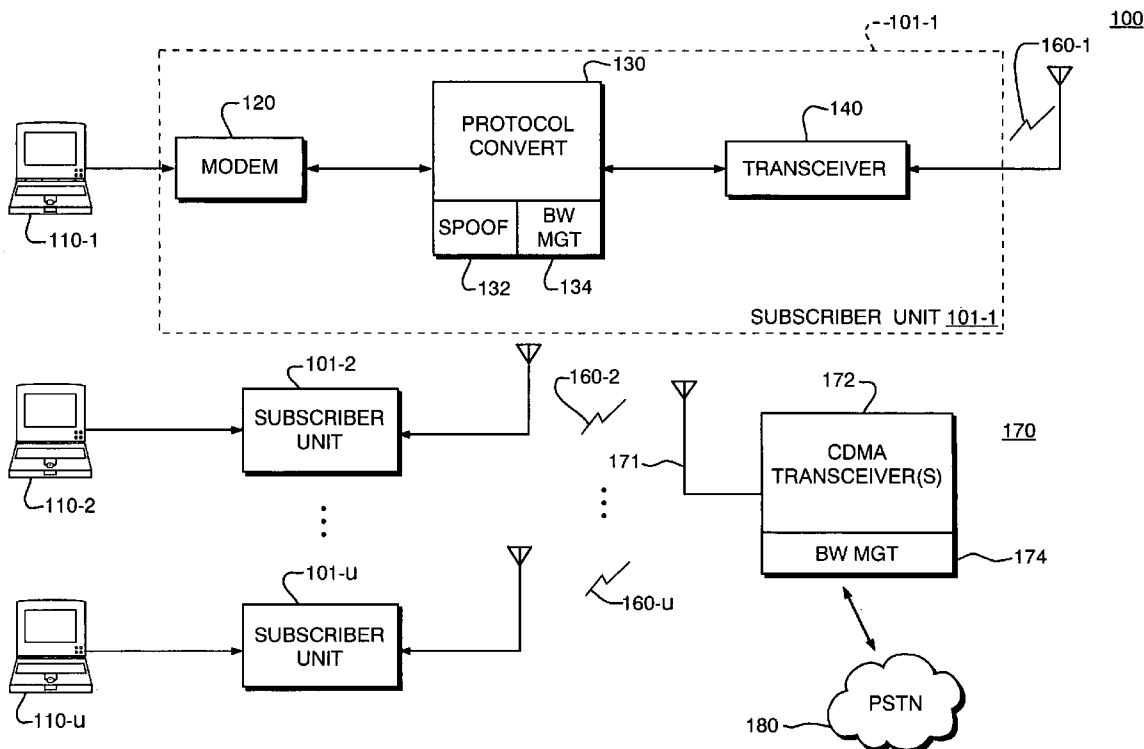 100
101-1
160-1
130
120
140
PROTOCOL
CONVERT
MODEM
TRANSCEIVER
SPOOF
BW
MGT
110-1
132
134
SUBSCRIBER UNIT 101-1
101-2
160-2
172
170
SUBSCRIBER
UNIT
CDMA
TRANSCEIVER(S)
171
110-2
BW MGT
174
101-u
160-u
SUBSCRIBER
UNIT
PSTN
110-u
180